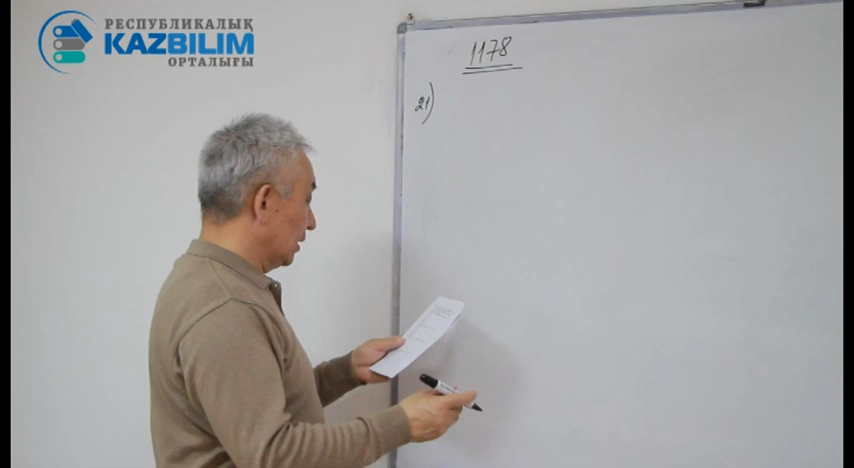 РЕСПУБЛИКАЛЫҚ
KAZBILIM
ОРТАЛЫҒЫ
1178
21)